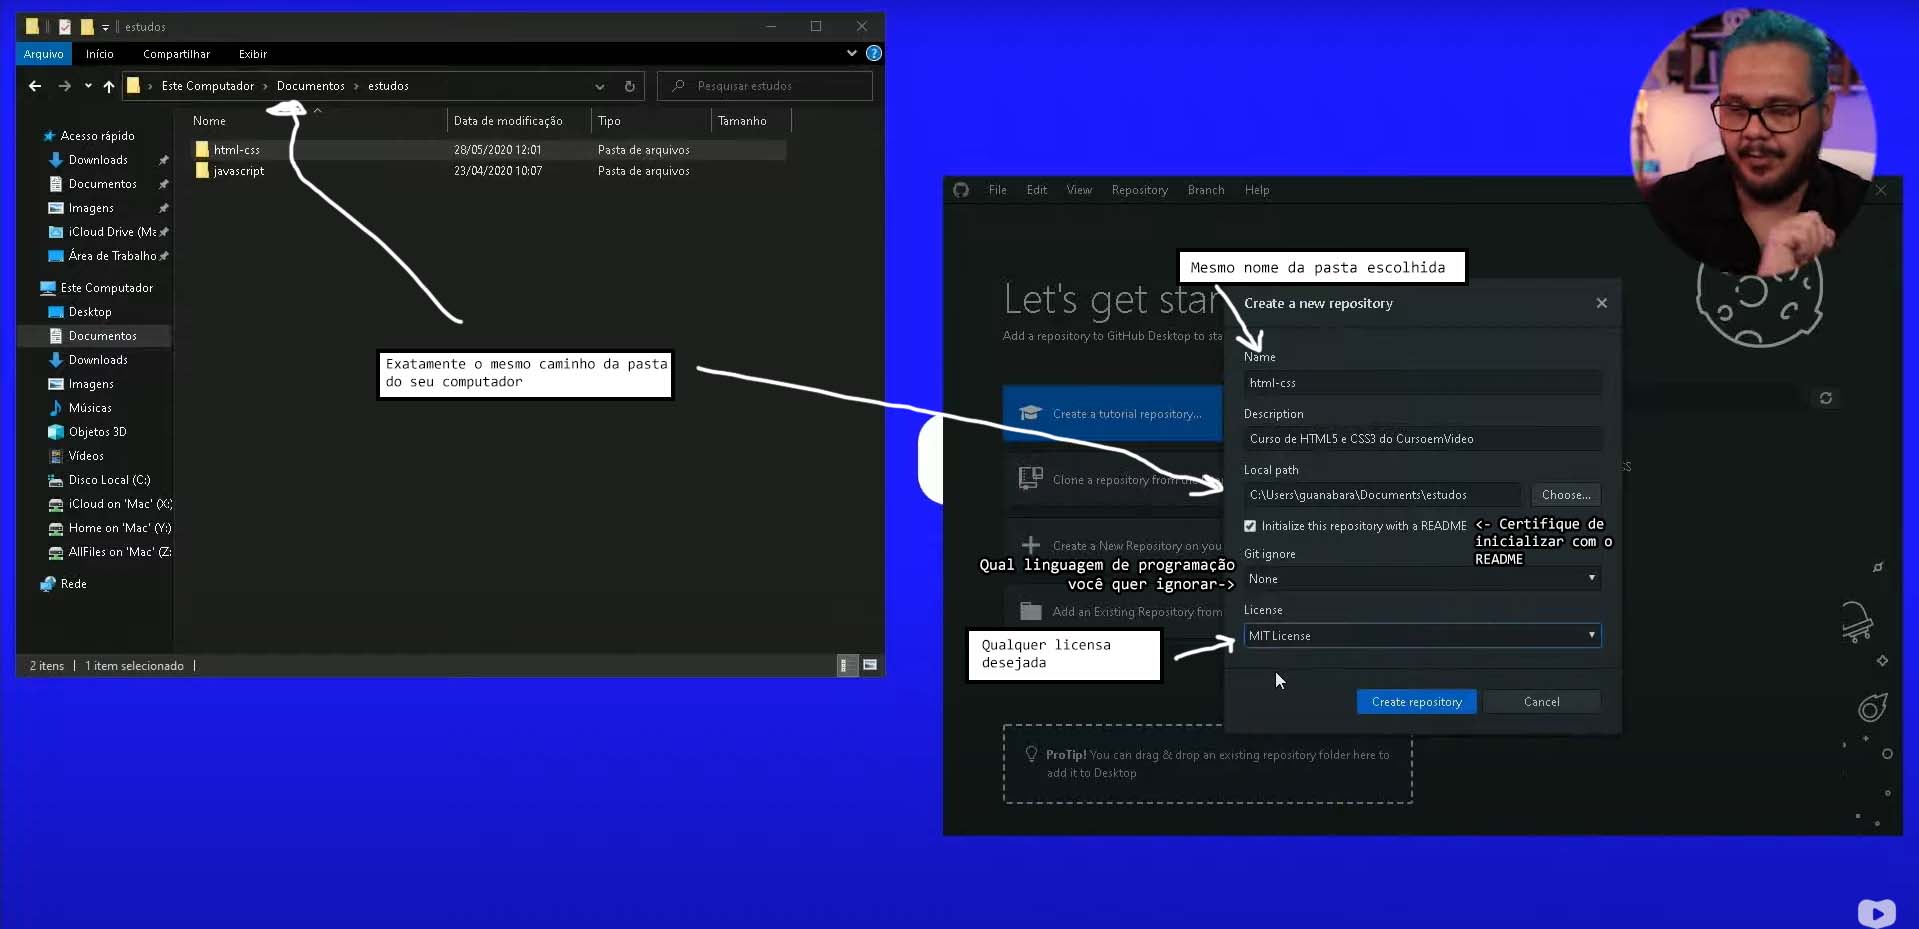 estudos
Arquivo
Início
Compartilhar
Exibir
Este Computador > Documentos > estudos
Pesquisar estudos
Nome
Data de modificação
Tipo
Tamanho
html-css
28/05/2020 12:01
Pasta de arquivos
javascript
23/04/2020 10:07
Pasta de arquivos
Acesso rápido
Downloads
Documentos
Imagens
iCloud Drive (Ma
Área de Trabalho
Este Computador
Desktop
Documentos
Downloads
Imagens
Músicas
Objetos 3D
Vídeos
Disco Local (C:)
iCloud on 'Mac' (X:)
Home on 'Mac' (Y:)
AllFiles on 'Mac' (Z:
Rede
2 itens
1 item selecionado
Exatamente o mesmo caminho da pasta
do seu computador
File
Edit
View
Repository
Branch
Help
Mesmo nome da pasta escolhida
Let's get star
Add a repository to GitHub Desktop to sta
Create a tutorial repository...
Clone a repository from
Create a New Repository on you
Add an Existing Repository from
Create a new repository
Name
html-css
Description
Curso de HTML5 e CSS3 do CursoemVideo
Local path
C:\Users\guanabara\Documents\estudos
Choose...
Initialize this repository with a README
<- Certifique de
inicializar com o
README
Git ignore
None
Qual linguagem de programação
você quer ignorar->
License
MIT License
Qualquer licensa
desejada
Create repository
Cancel
ProTip! You can drag & drop an existing repository folder here to
add it to Desktop